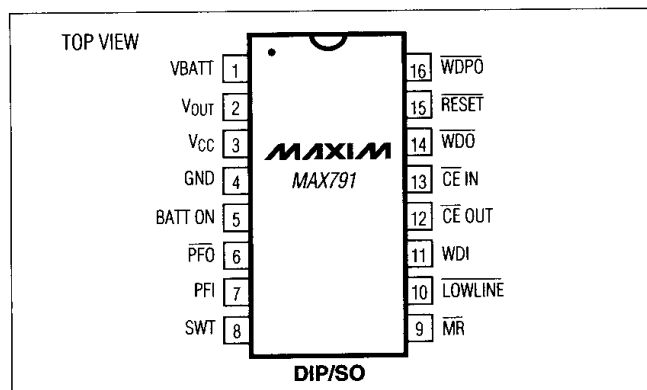 TOP VIEW
VBATT 1
VOUT 2
VCC 3
GND 4
BATT ON 5
PFO 6
PFI 7
SWT 8
MAXIM
MAX791
16 WDPO
15 RESET
14 WDO
13 CE IN
12 CE OUT
11 WDI
10 LOWLINE
9 MR
DIP/SO